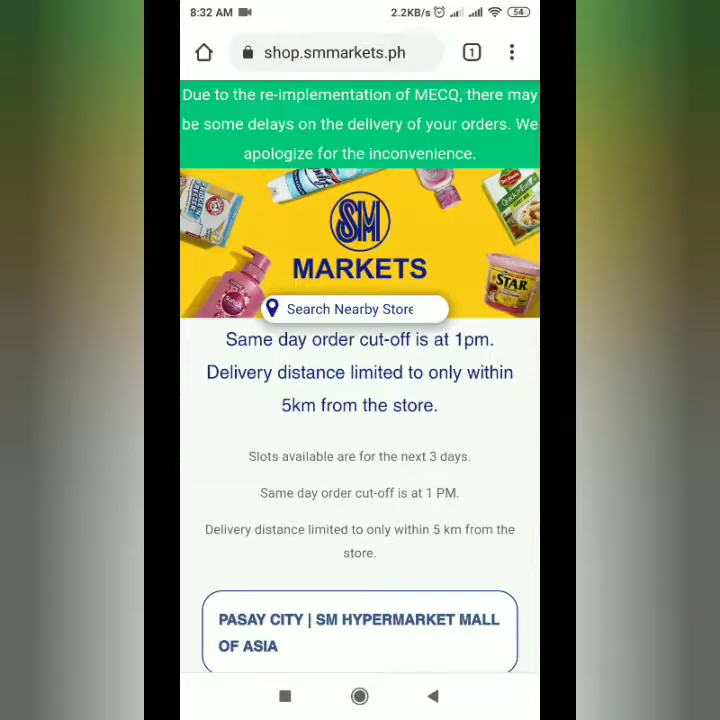 8:32 AM
2.2KB/s
54
shop.smmarkets.ph
1
Due to the re-implementation of MECQ, there may
be some delays on the delivery of your orders. We
apologize for the inconvenience.
SM
MARKETS
STAR
Search Nearby Store
Same day order cut-off is at 1pm.
Delivery distance limited to only within
5km from the store.
Slots available are for the next 3 days.
Same day order cut-off is at 1 PM.
Delivery distance limited to only within 5 km from the
store.
PASAY CITY | SM HYPERMARKET MALL
OF ASIA